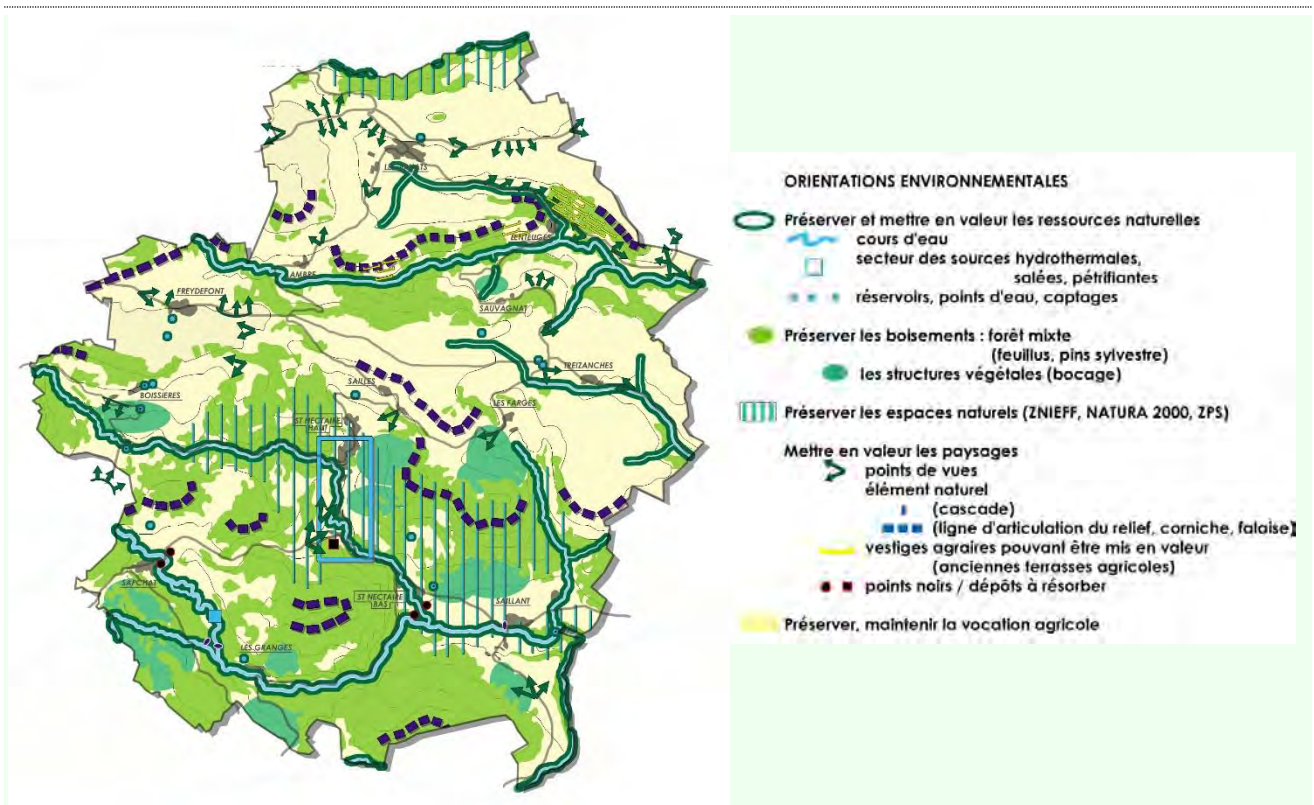 AMBRE
LENTEUGES
FREYDEFONT
SAUVAGNAT
TREIZANCHES
SAILLES
BOISSIERES
LES FARGES
ST NECTAIRE
HAUT
SAPCHAT
ST NECTAIRE
BAS
SAILLANT
LES GRANGES
ORIENTATIONS ENVIRONNEMENTALES
Préserver et mettre en valeur les ressources naturelles
cours d'eau
secteur des sources hydrothermales,
salées, pétrifiantes
réservoirs, points d'eau, captages
Préserver les boisements : forêt mixte
(feuillus, pins sylvestre)
les structures végétales (bocage)
Préserver les espaces naturels (ZNIEFF, NATURA 2000, ZPS)
Mettre en valeur les paysages
points de vues
élément naturel
(cascade)
(ligne d'articulation du relief, corniche, falaise)
vestiges agraires pouvant être mis en valeur
(anciennes terrasses agricoles)
points noirs / dépôts à résorber
Préserver, maintenir la vocation agricole